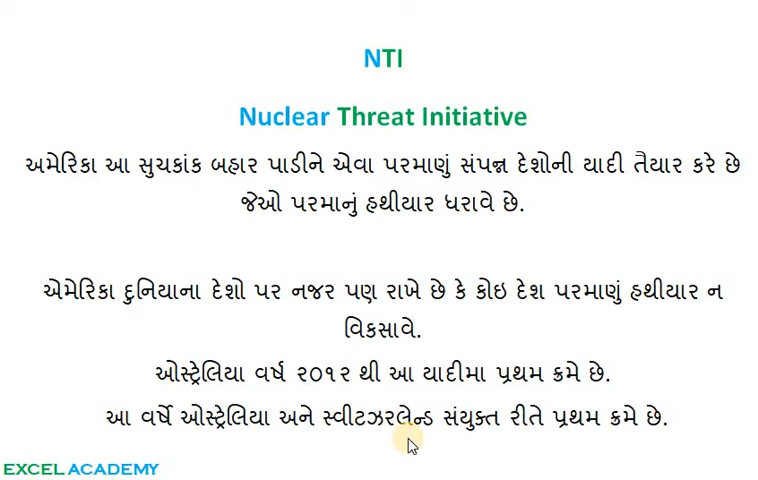 NTI
Nuclear Threat Initiative
અમેરિકા આ સુચકાંક બહાર પાડીને એવા પરમાણું સંપન્ન દેશોની યાદી તૈયાર કરે છે
જેઓ પરમાનું હથીયાર ધરાવે છે.
એમેરિકા દુનિયાના દેશો પર નજર પણ રાખે છે કે કોઇ દેશ પરમાણું હથીયાર ન
વિકસાવે.
ઓસ્ટ્રેલિયા વર્ષ ૨૦૧૨ થી આ યાદીમા પ્રથમ ક્રમે છે.
આ વર્ષે ઓસ્ટ્રેલિયા અને સ્વીટઝરલેન્ડ સંયુક્ત રીતે પ્રથમ ક્રમે છે.
EXCEL ACADEMY